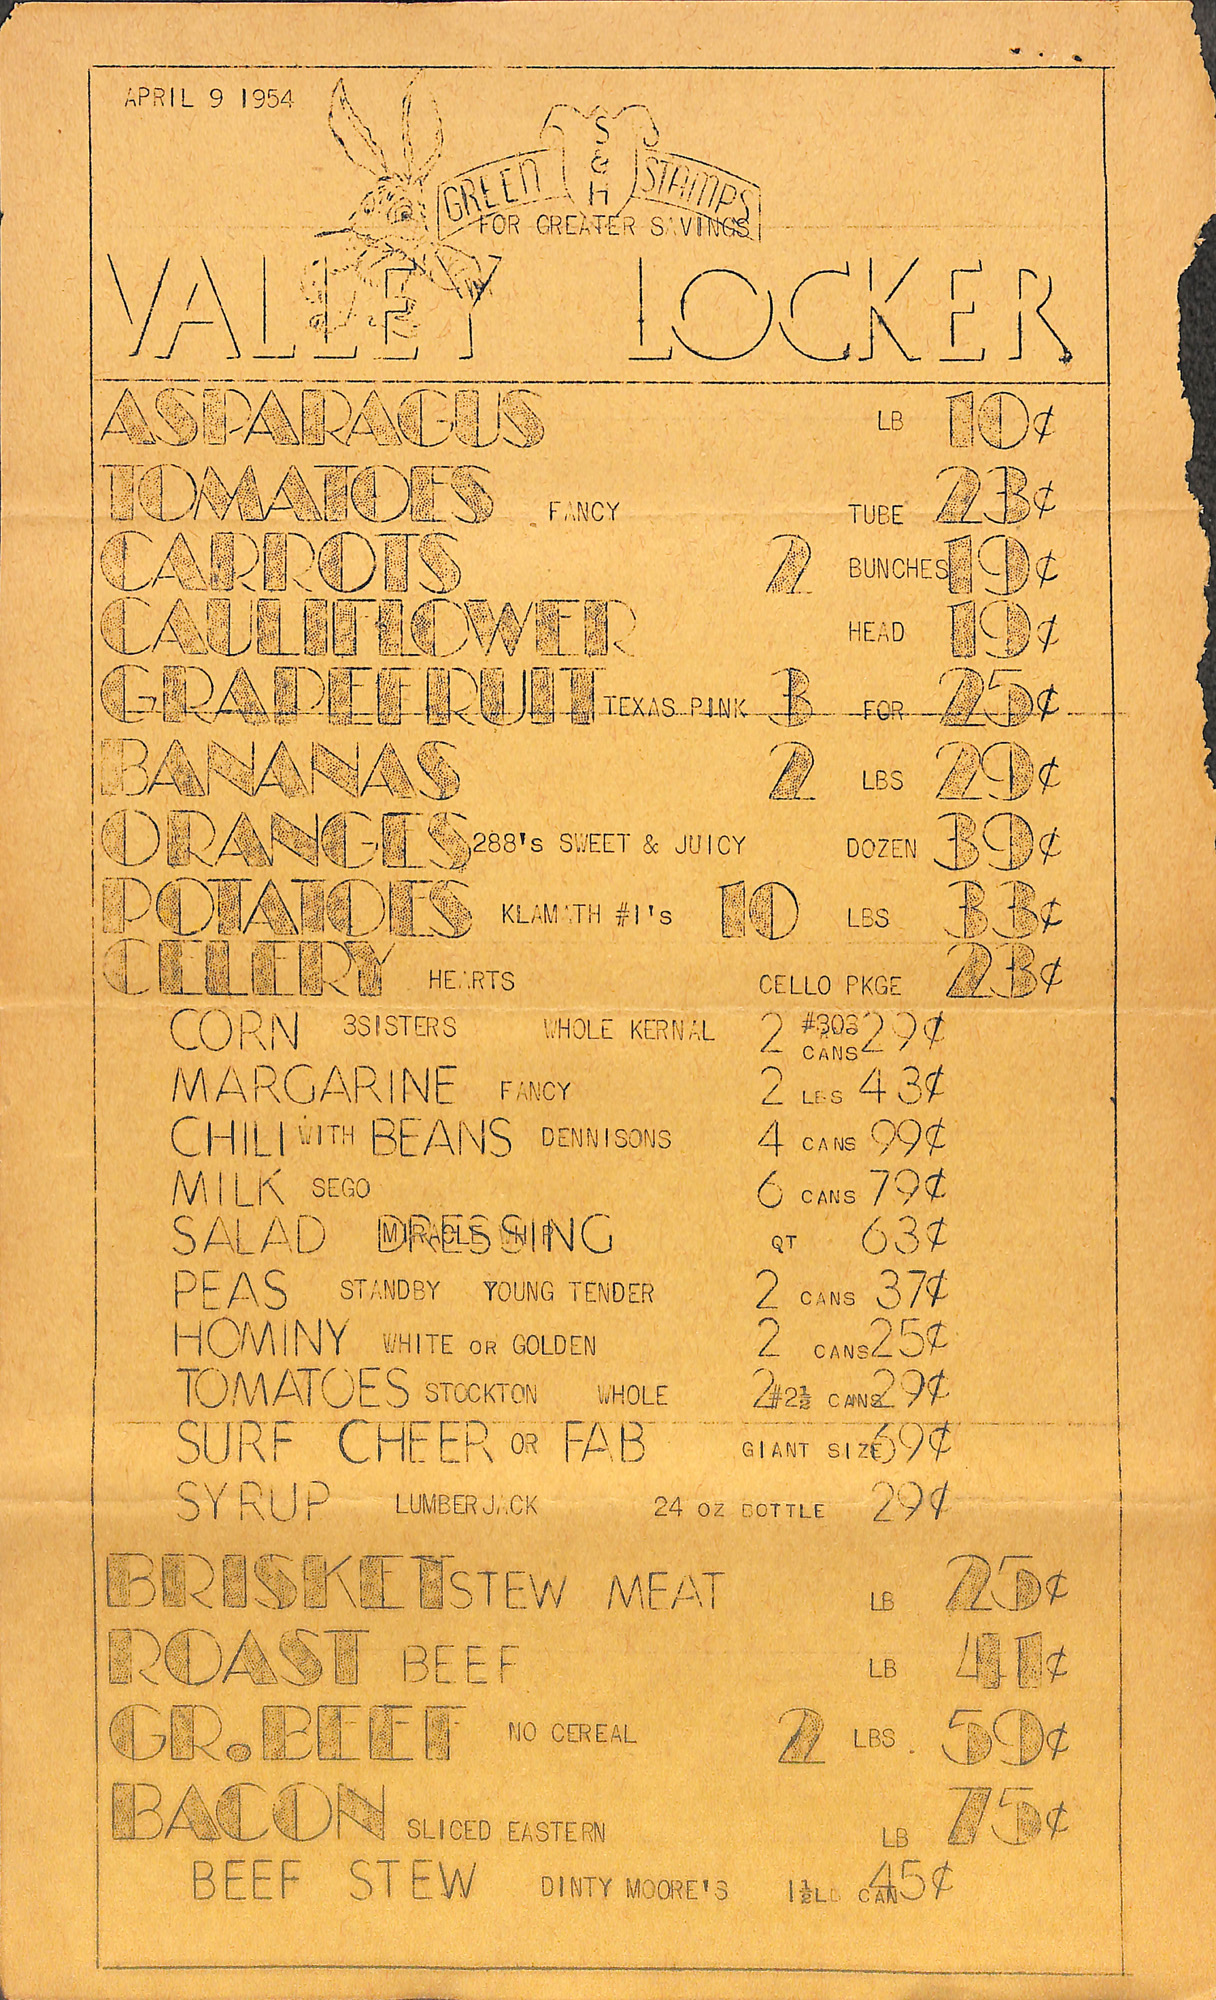 APRIL 9 1954
S&H
GREEN STAMPS
FOR GREATER SAVINGS
VALLEY LOCKER
ASPARAGUS LB 10¢
TOMATOES FANCY TUBE 23¢
CARROTS 2 BUNCHES 19¢
CAULIFLOWER HEAD 19¢
GRAPEFRUIT TEXAS PINK 3 FOR 25¢
BANANAS 2 LBS 29¢
ORANGES 288's SWEET & JUICY DOZEN 39¢
POTATOES KLAMATH #1's 10 LBS 33¢
CELLERY HEARTS CELLO PKGE 23¢
CORN 3SISTERS WHOLE KERNAL 2 #303 CANS 29¢
MARGARINE FANCY 2 LBS 43¢
CHILI WITH BEANS DENNISONS 4 CANS 99¢
MILK SEGO 6 CANS 79¢
SALAD DRESSING MIRACLE WHIP QT 63¢
PEAS STANDBY YOUNG TENDER 2 CANS 37¢
HOMINY WHITE OR GOLDEN 2 CANS 25¢
TOMATOES STOCKTON WHOLE 2 #2½ CANS 29¢
SURF CHEER OR FAB GIANT SIZE 69¢
SYRUP LUMBERJACK 24 OZ BOTTLE 29¢
BRISKET STEW MEAT LB 25¢
ROAST BEEF LB 41¢
GR. BEEF NO CEREAL 2 LBS. 59¢
BACON SLICED EASTERN LB 75¢
BEEF STEW DINTY MOORE'S 1½LB CAN 45¢